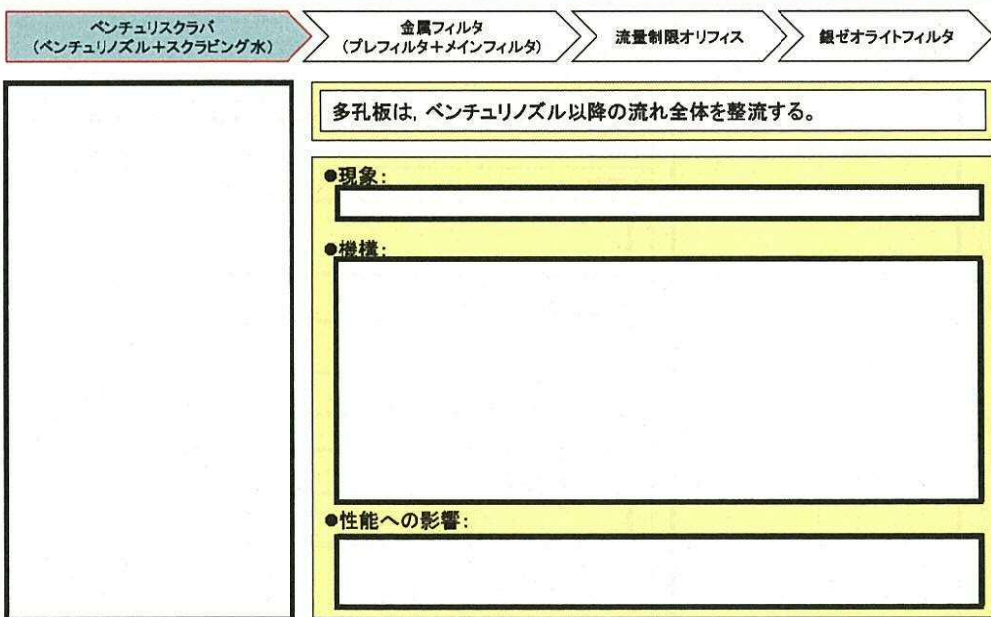 ベンチュリスクラバ
(ベンチュリノズル+スクラビング水)
金属フィルタ
(プレフィルタ+メインフィルタ)
流量制限オリフィス
銀ゼオライトフィルタ
多孔板は,ベンチュリノズル以降の流れ全体を整流する。
●現象:
●機構:
●性能への影響: